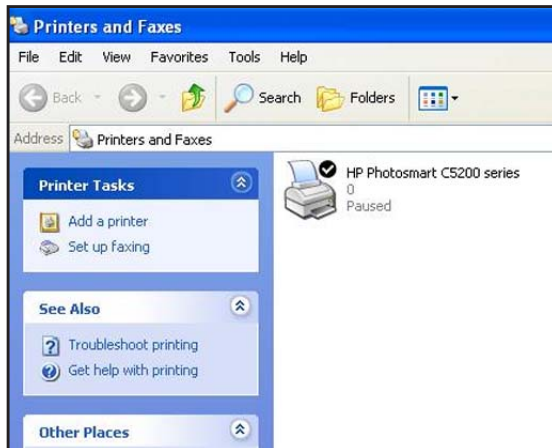 Printers and Faxes
File Edit View Favorites Tools Help
Back Search Folders
Address Printers and Faxes
Printer Tasks
Add a printer
Set up faxing
See Also
Troubleshoot printing
Get help with printing
Other Places
HP Photosmart C5200 series
0
Paused